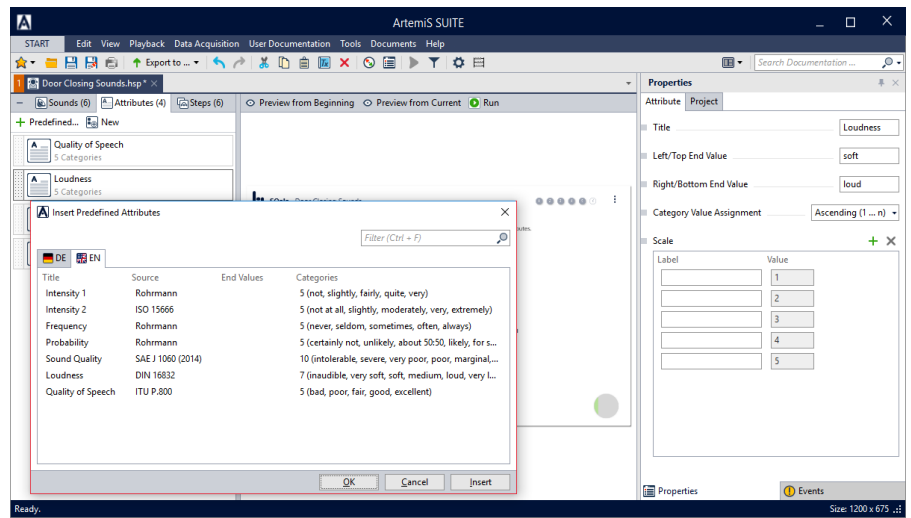 ArtemiS SUITE
START Edit View Playback Data Acquisition User Documentation Tools Documents Help
Export to ... Search Documentation ...
1 Door Closing Sounds.hsp*
Sounds (6) Attributes (4) Steps (6) Preview from Beginning Preview from Current Run
Predefined... New
Quality of Speech
5 Categories
Loudness
5 Categories
Door Closing Sounds
Insert Predefined Attributes
Filter (Ctrl + F)
DE EN
Title Source End Values Categories
Intensity 1 Rohrmann 5 (not, slightly, fairly, quite, very)
Intensity 2 ISO 15666 5 (not at all, slightly, moderately, very, extremely)
Frequency Rohrmann 5 (never, seldom, sometimes, often, always)
Probability Rohrmann 5 (certainly not, unlikely, about 50:50, likely, for s...
Sound Quality SAE J 1060 (2014) 10 (intolerable, severe, very poor, poor, marginal,...
Loudness DIN 16832 7 (inaudible, very soft, soft, medium, loud, very l...
Quality of Speech ITU P.800 5 (bad, poor, fair, good, excellent)
OK Cancel Insert
Properties
Attribute Project
Title Loudness
Left/Top End Value soft
Right/Bottom End Value loud
Category Value Assignment Ascending (1 ... n)
Scale
Label Value
1
2
3
4
5
Properties Events
Ready. Size: 1200 x 675